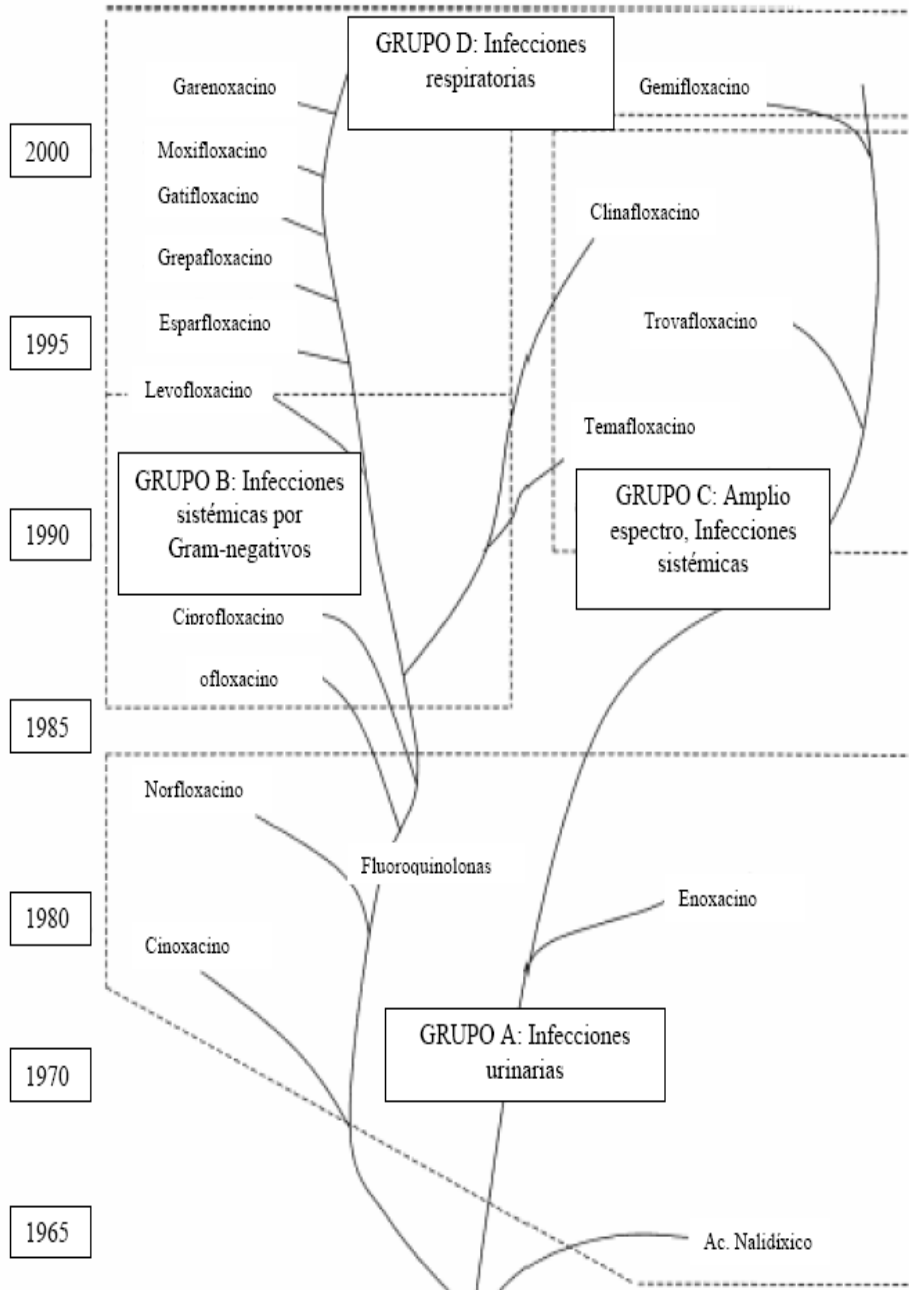 GRUPO D: Infecciones
respiratorias
Garenoxacino
Gemifloxacino
2000
Moxifloxacino
Gatifloxacino
Clinafloxacino
Grepafloxacino
Esparfloxacino
Trovafloxacino
1995
Levofloxacino
Temafloxacino
GRUPO B: Infecciones
sistémicas por
Gram-negativos
GRUPO C: Amplio
espectro, Infecciones
sistémicas
1990
Ciprofloxacino
ofloxacino
1985
Norfloxacino
Fluoroquinolonas
Enoxacino
1980
Cinoxacino
GRUPO A: Infecciones
urinarias
1970
1965
Ac. Nalidíxico